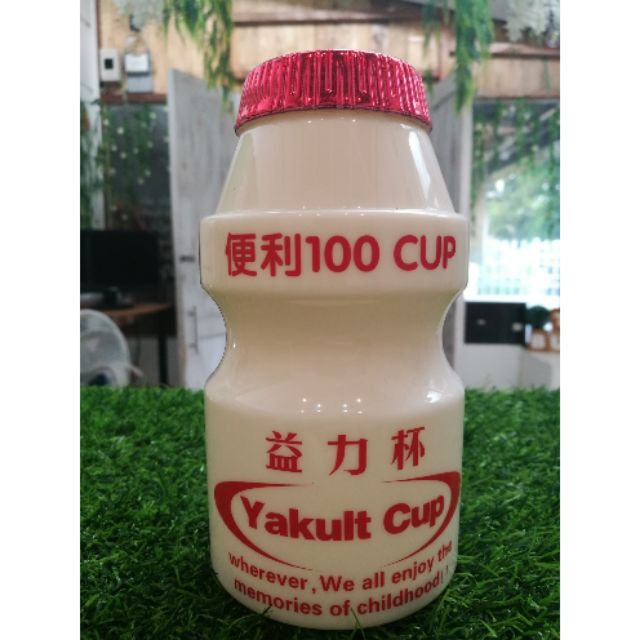 便利100 CUP
益力杯
Yakult Cup
wherever,We all enjoy the
memories of childhood!!